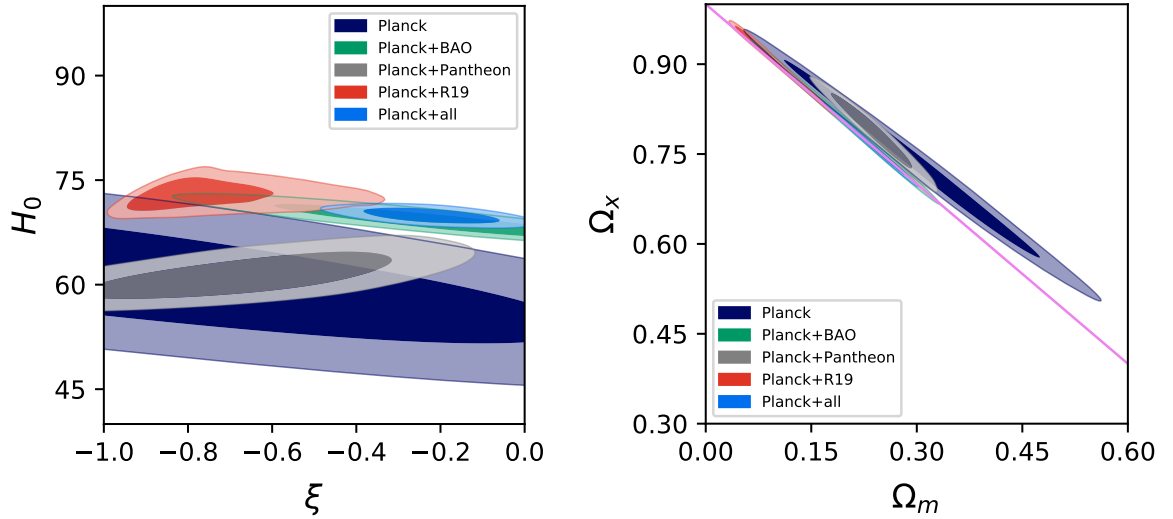 Planck
Planck+BAO
Planck+Pantheon
Planck+R19
Planck+all
90
75
60
45
H₀
−1.0 −0.8 −0.6 −0.4 −0.2 0.0
ξ
0.90
0.75
0.60
0.45
0.30
Ωₓ
Planck
Planck+BAO
Planck+Pantheon
Planck+R19
Planck+all
0.00 0.15 0.30 0.45 0.60
Ωₘ